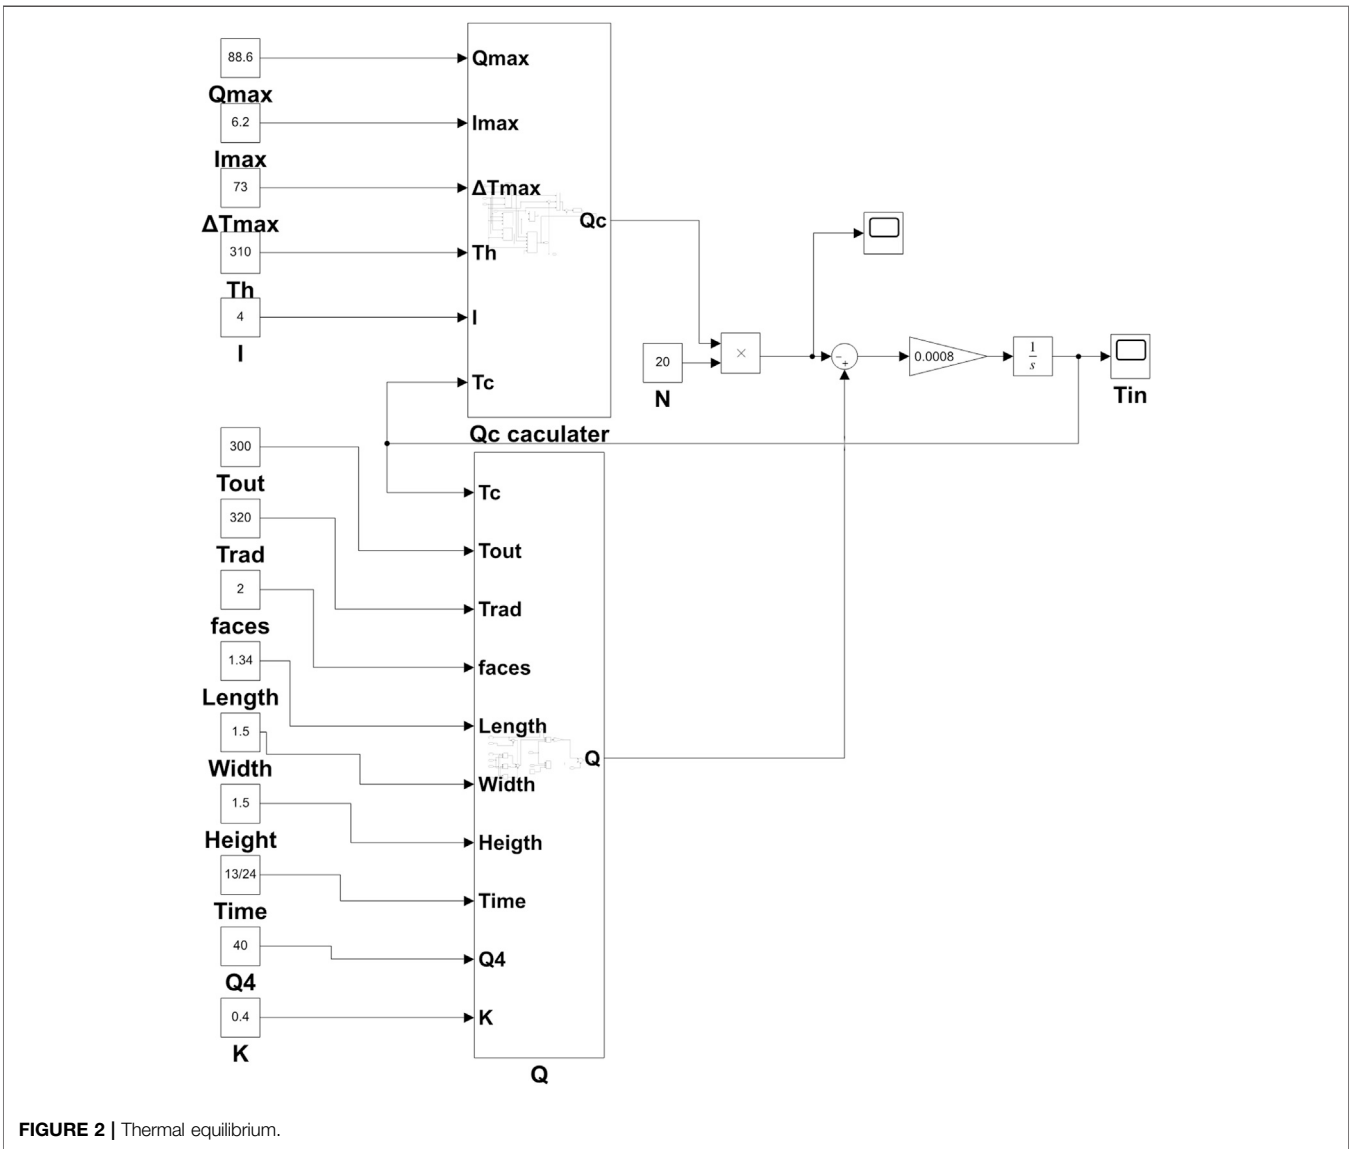 88.6
Qmax
6.2
Imax
73
ΔTmax
310
Th
4
I
Qmax
Imax
ΔTmax
Th
I
Tc
Qc
Qc caculater
20
N
×
−
+
0.0008
1
s
Tin
300
Tout
320
Trad
2
faces
1.34
Length
1.5
Width
1.5
Height
13/24
Time
40
Q4
0.4
K
Tc
Tout
Trad
faces
Length
Width
Heigth
Time
Q4
K
Q
Q
FIGURE 2 | Thermal equilibrium.